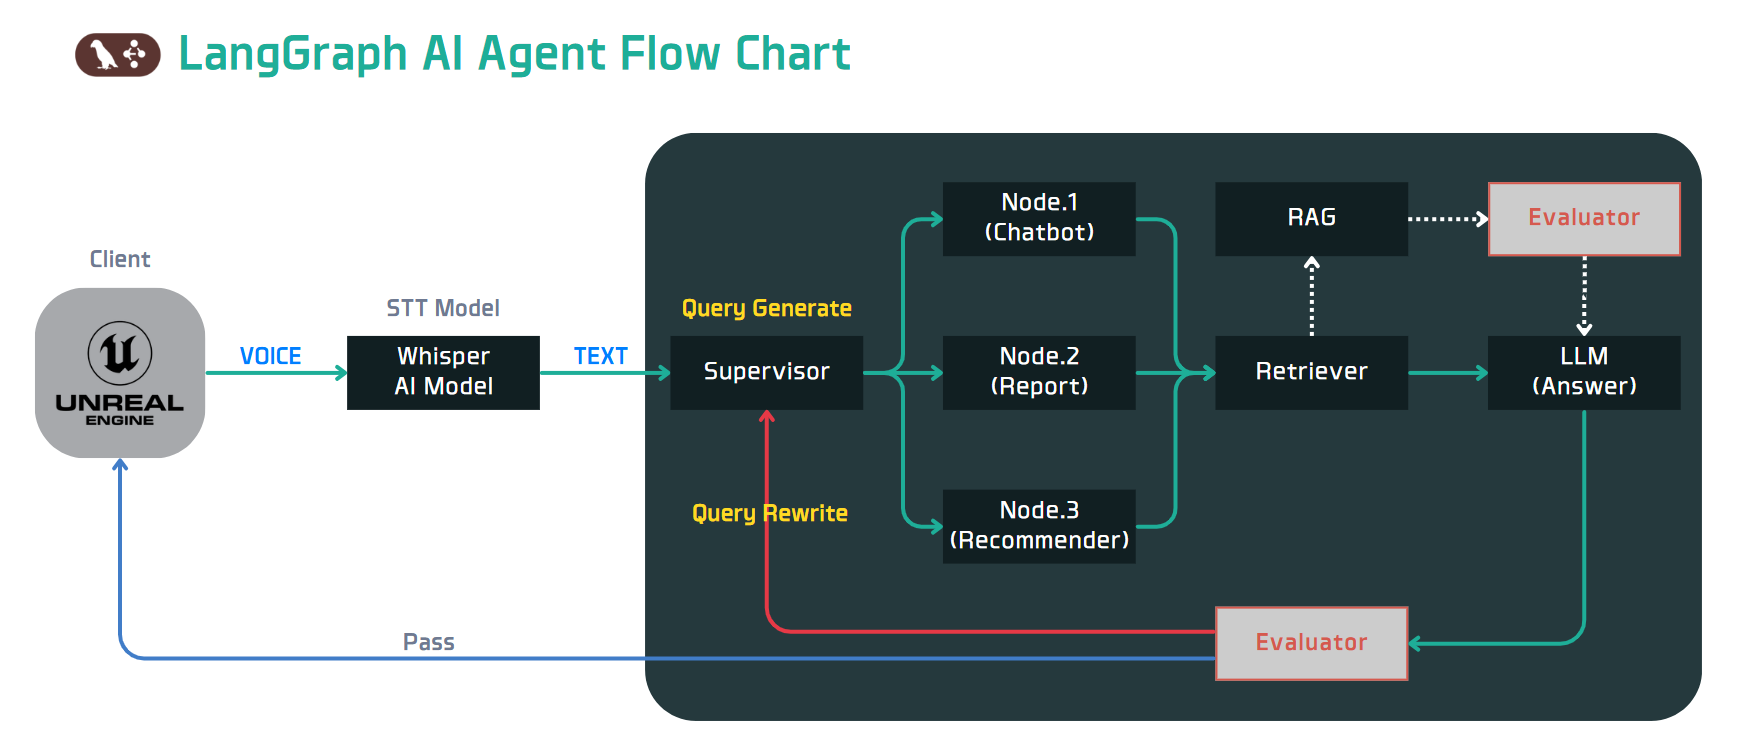 LangGraph AI Agent Flow Chart
Client
UNREAL
ENGINE
VOICE
STT Model
Whisper
AI Model
TEXT
Query Generate
Supervisor
Query Rewrite
Node.1
(Chatbot)
Node.2
(Report)
Node.3
(Recommender)
RAG
Evaluator
Retriever
LLM
(Answer)
Evaluator
Pass